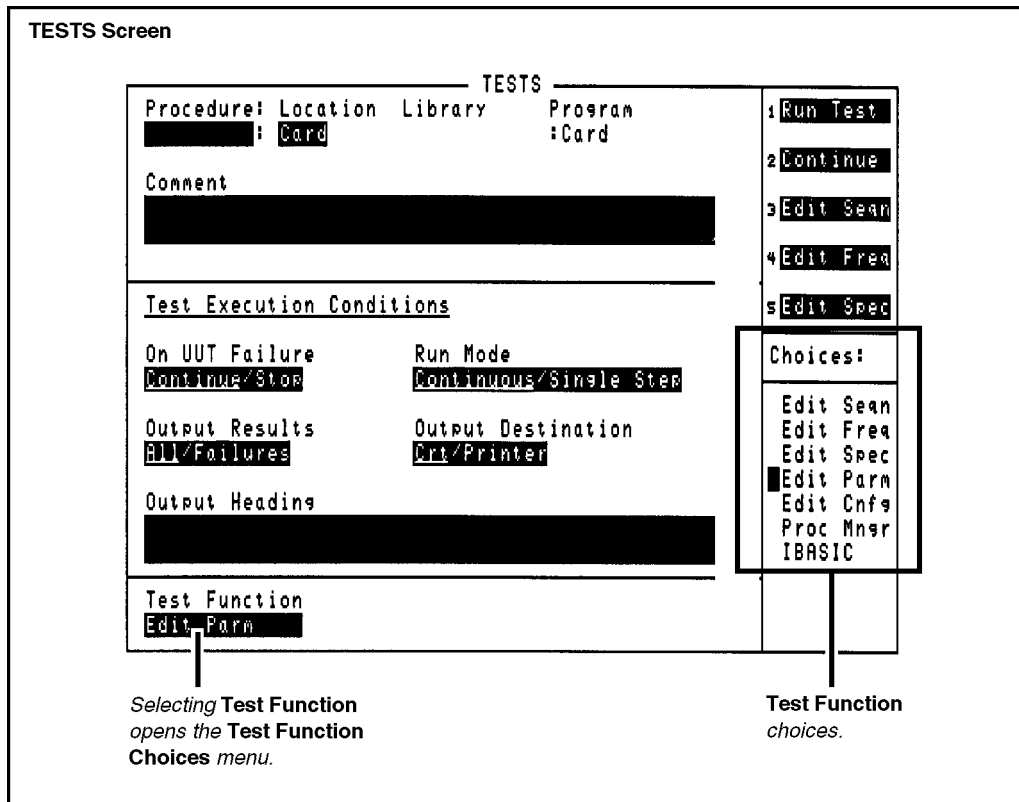 TESTS Screen
TESTS
Procedure: Location Library Program
: Card :Card
Comment
Test Execution Conditions
On UUT Failure Run Mode
Continue/Stop Continuous/Single Step
Output Results Output Destination
All/Failures Crt/Printer
Output Heading
Test Function
Edit Parm
1 Run Test
2 Continue
3 Edit Seqn
4 Edit Freq
5 Edit Spec
Choices:
Edit Seqn
Edit Freq
Edit Spec
Edit Parm
Edit Cnfg
Proc Mngr
IBASIC
Selecting Test Function
opens the Test Function
Choices menu.
Test Function
choices.